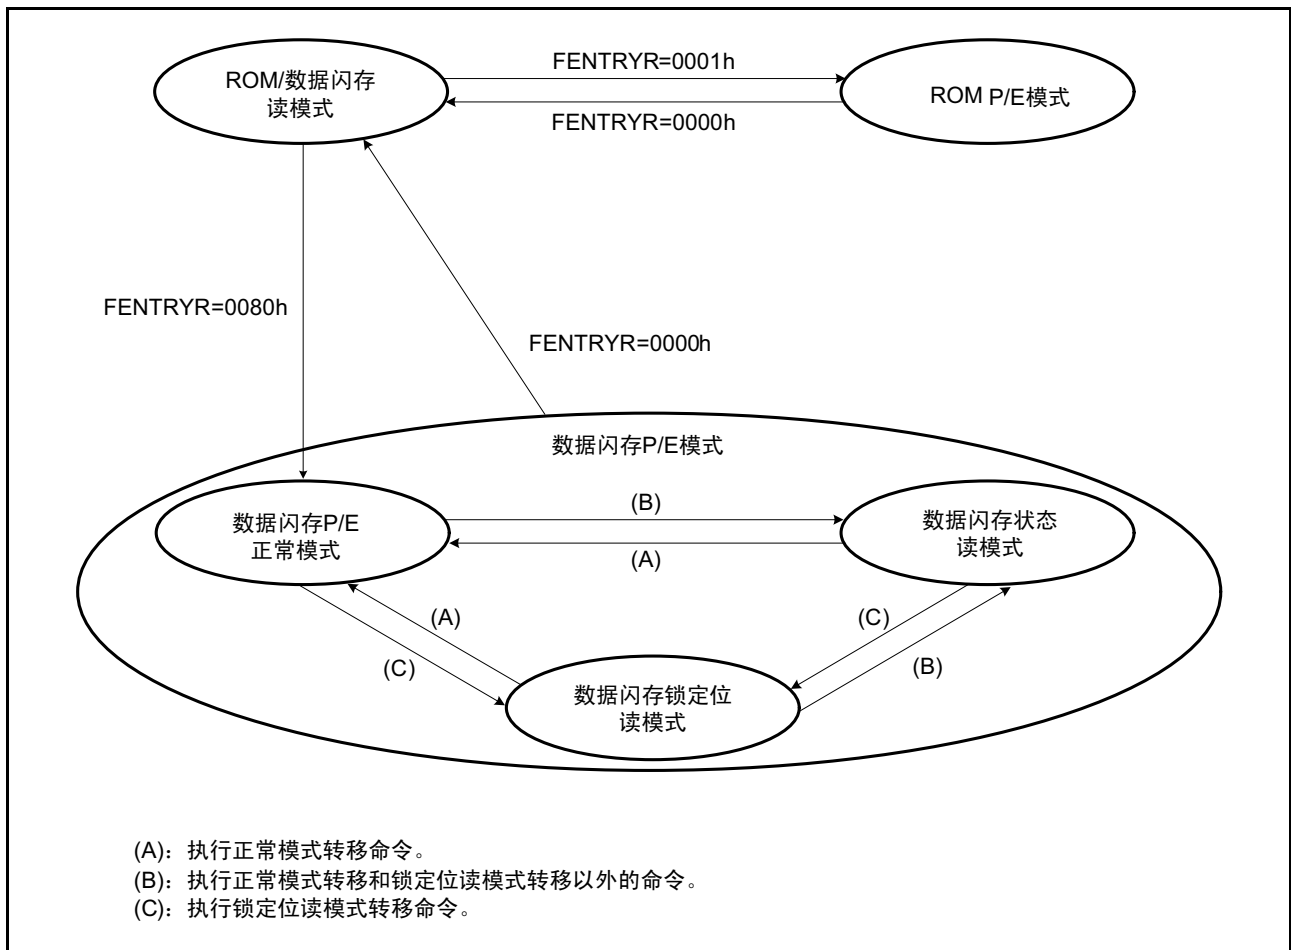 ROM/数据闪存
读模式
FENTRYR=0001h
FENTRYR=0000h
ROM P/E模式
FENTRYR=0080h
FENTRYR=0000h
数据闪存P/E模式
数据闪存P/E
正常模式
(B)
(A)
数据闪存状态
读模式
(A)
(C)
(C)
(B)
数据闪存锁定位
读模式
(A)：执行正常模式转移命令。
(B)：执行正常模式转移和锁定位读模式转移以外的命令。
(C)：执行锁定位读模式转移命令。